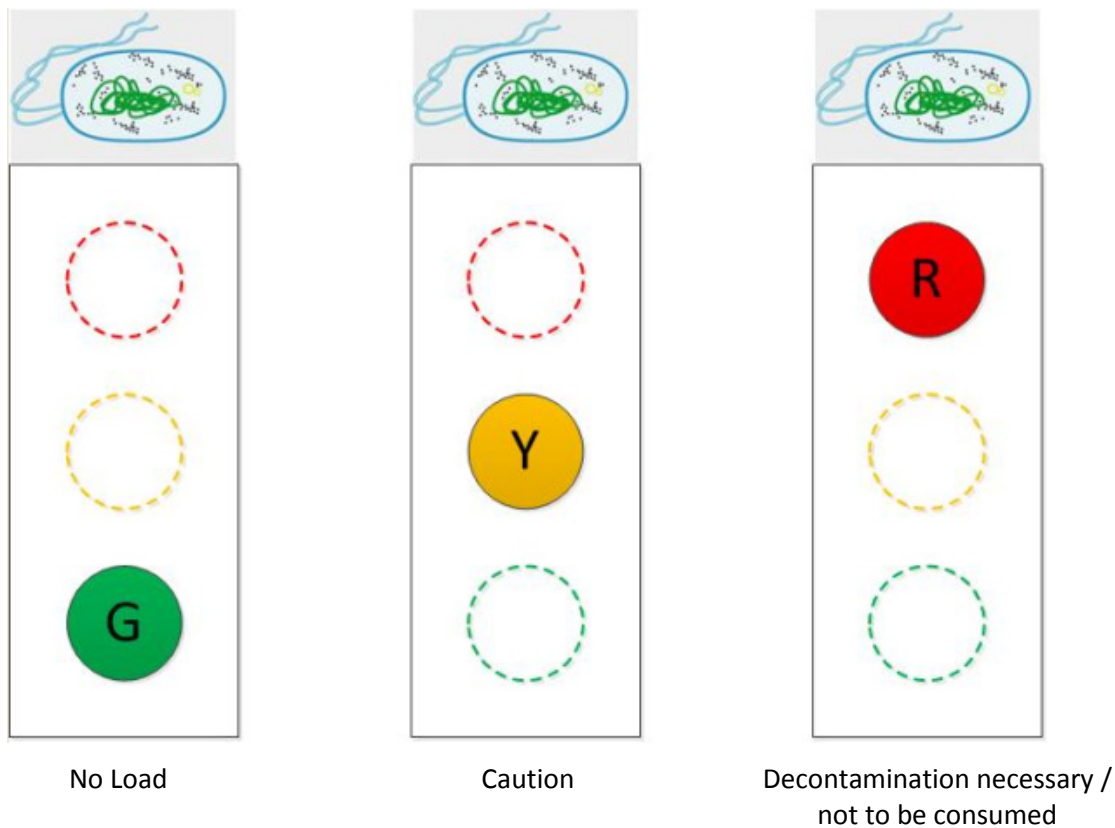 R
Y
G
No Load
Caution
Decontamination necessary /
not to be consumed